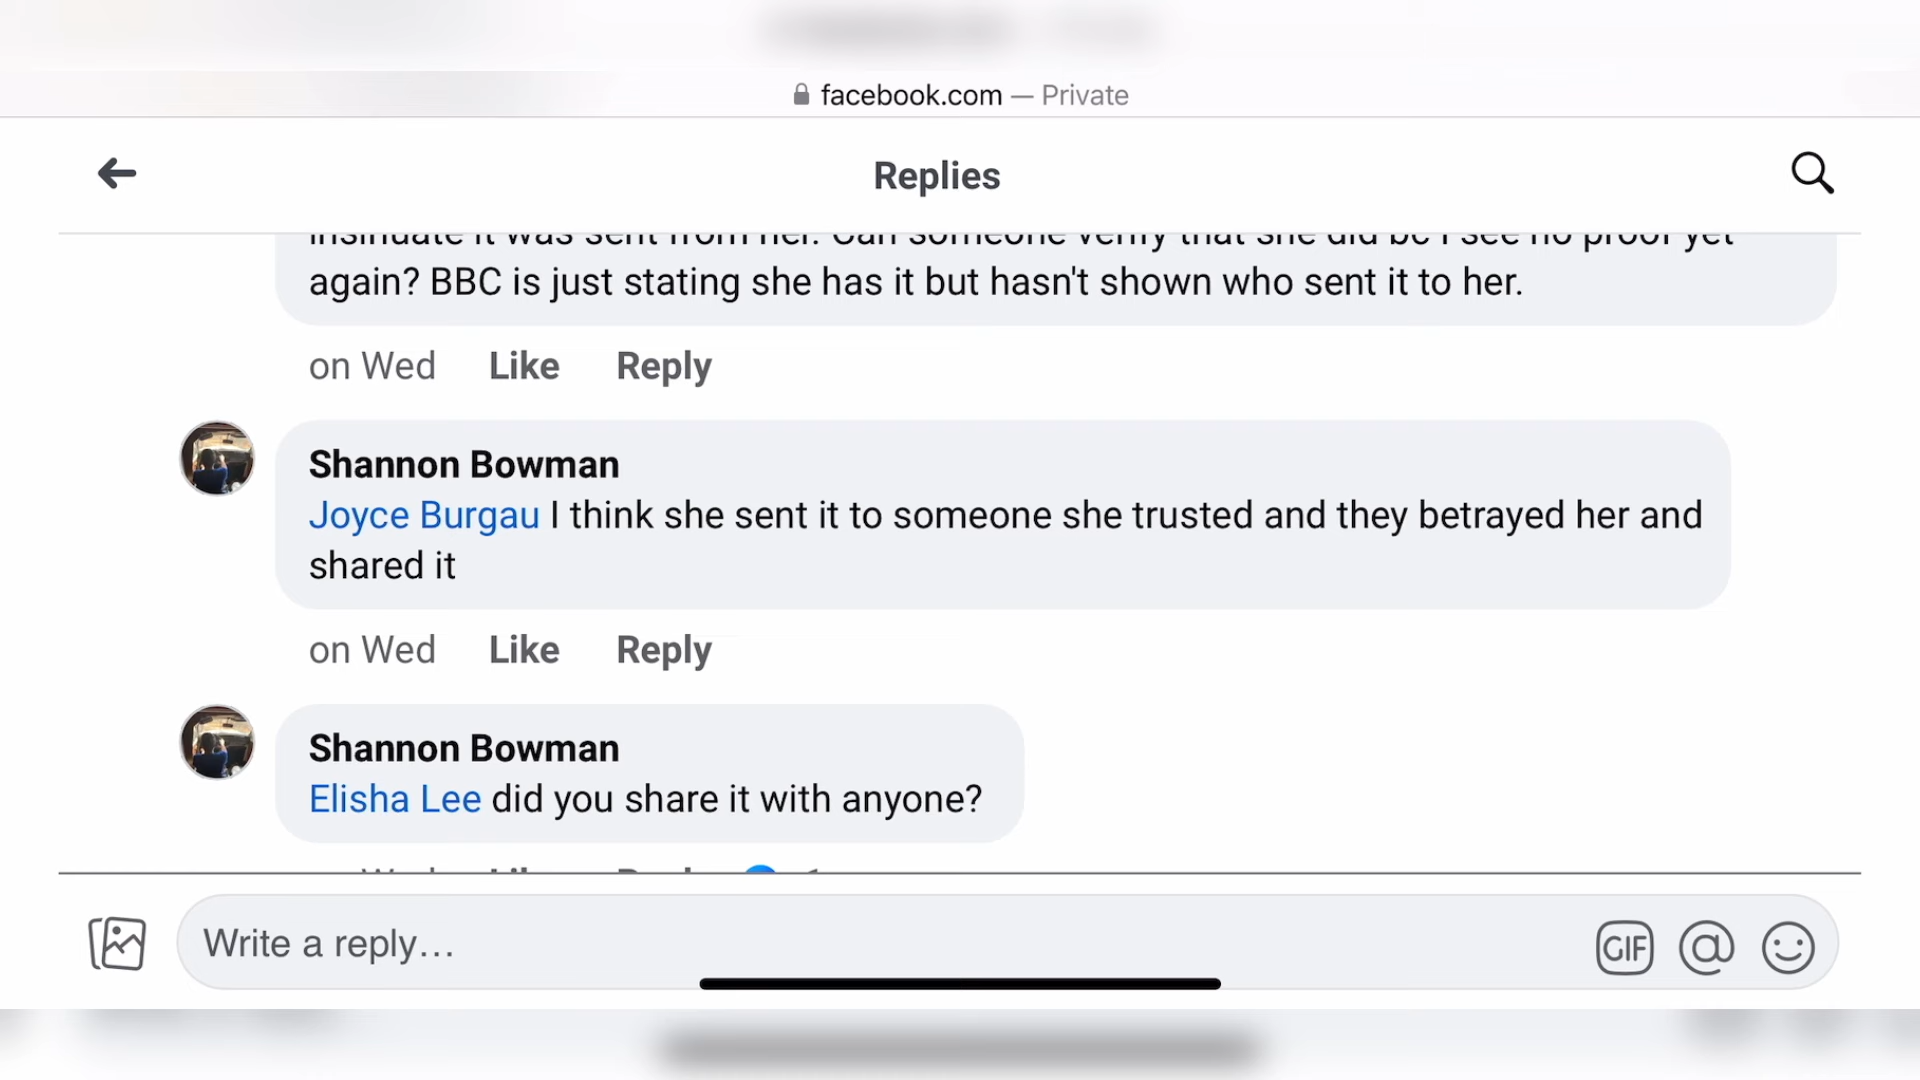 facebook.com — Private
Replies
insinuate it was sent from her. Can someone verify that she did bc I see no proof yet
again? BBC is just stating she has it but hasn't shown who sent it to her.
on Wed Like Reply
Shannon Bowman
Joyce Burgau I think she sent it to someone she trusted and they betrayed her and
shared it
on Wed Like Reply
Shannon Bowman
Elisha Lee did you share it with anyone?
Write a reply...
GIF